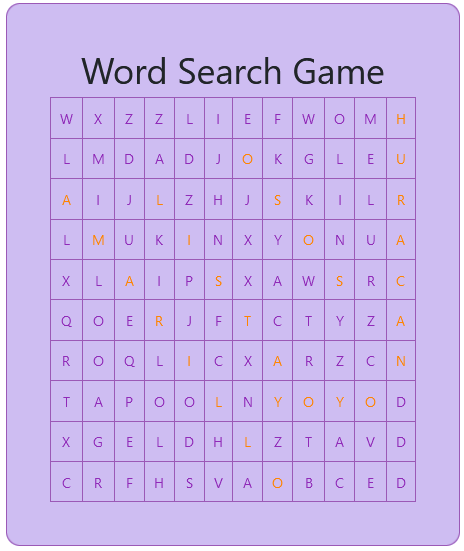 Word Search Game
W X Z Z L I E F W O M H
L M D A D J O K G L E U
A I J L Z H J S K I L R
L M U K I N X Y O N U A
X L A I P S X A W S R C
Q O E R J F T C T Y Z A
R O Q L I C X A R Z C N
T A P O O L N Y O Y O D
X G E L D H L Z T A V D
C R F H S V A O B C E D